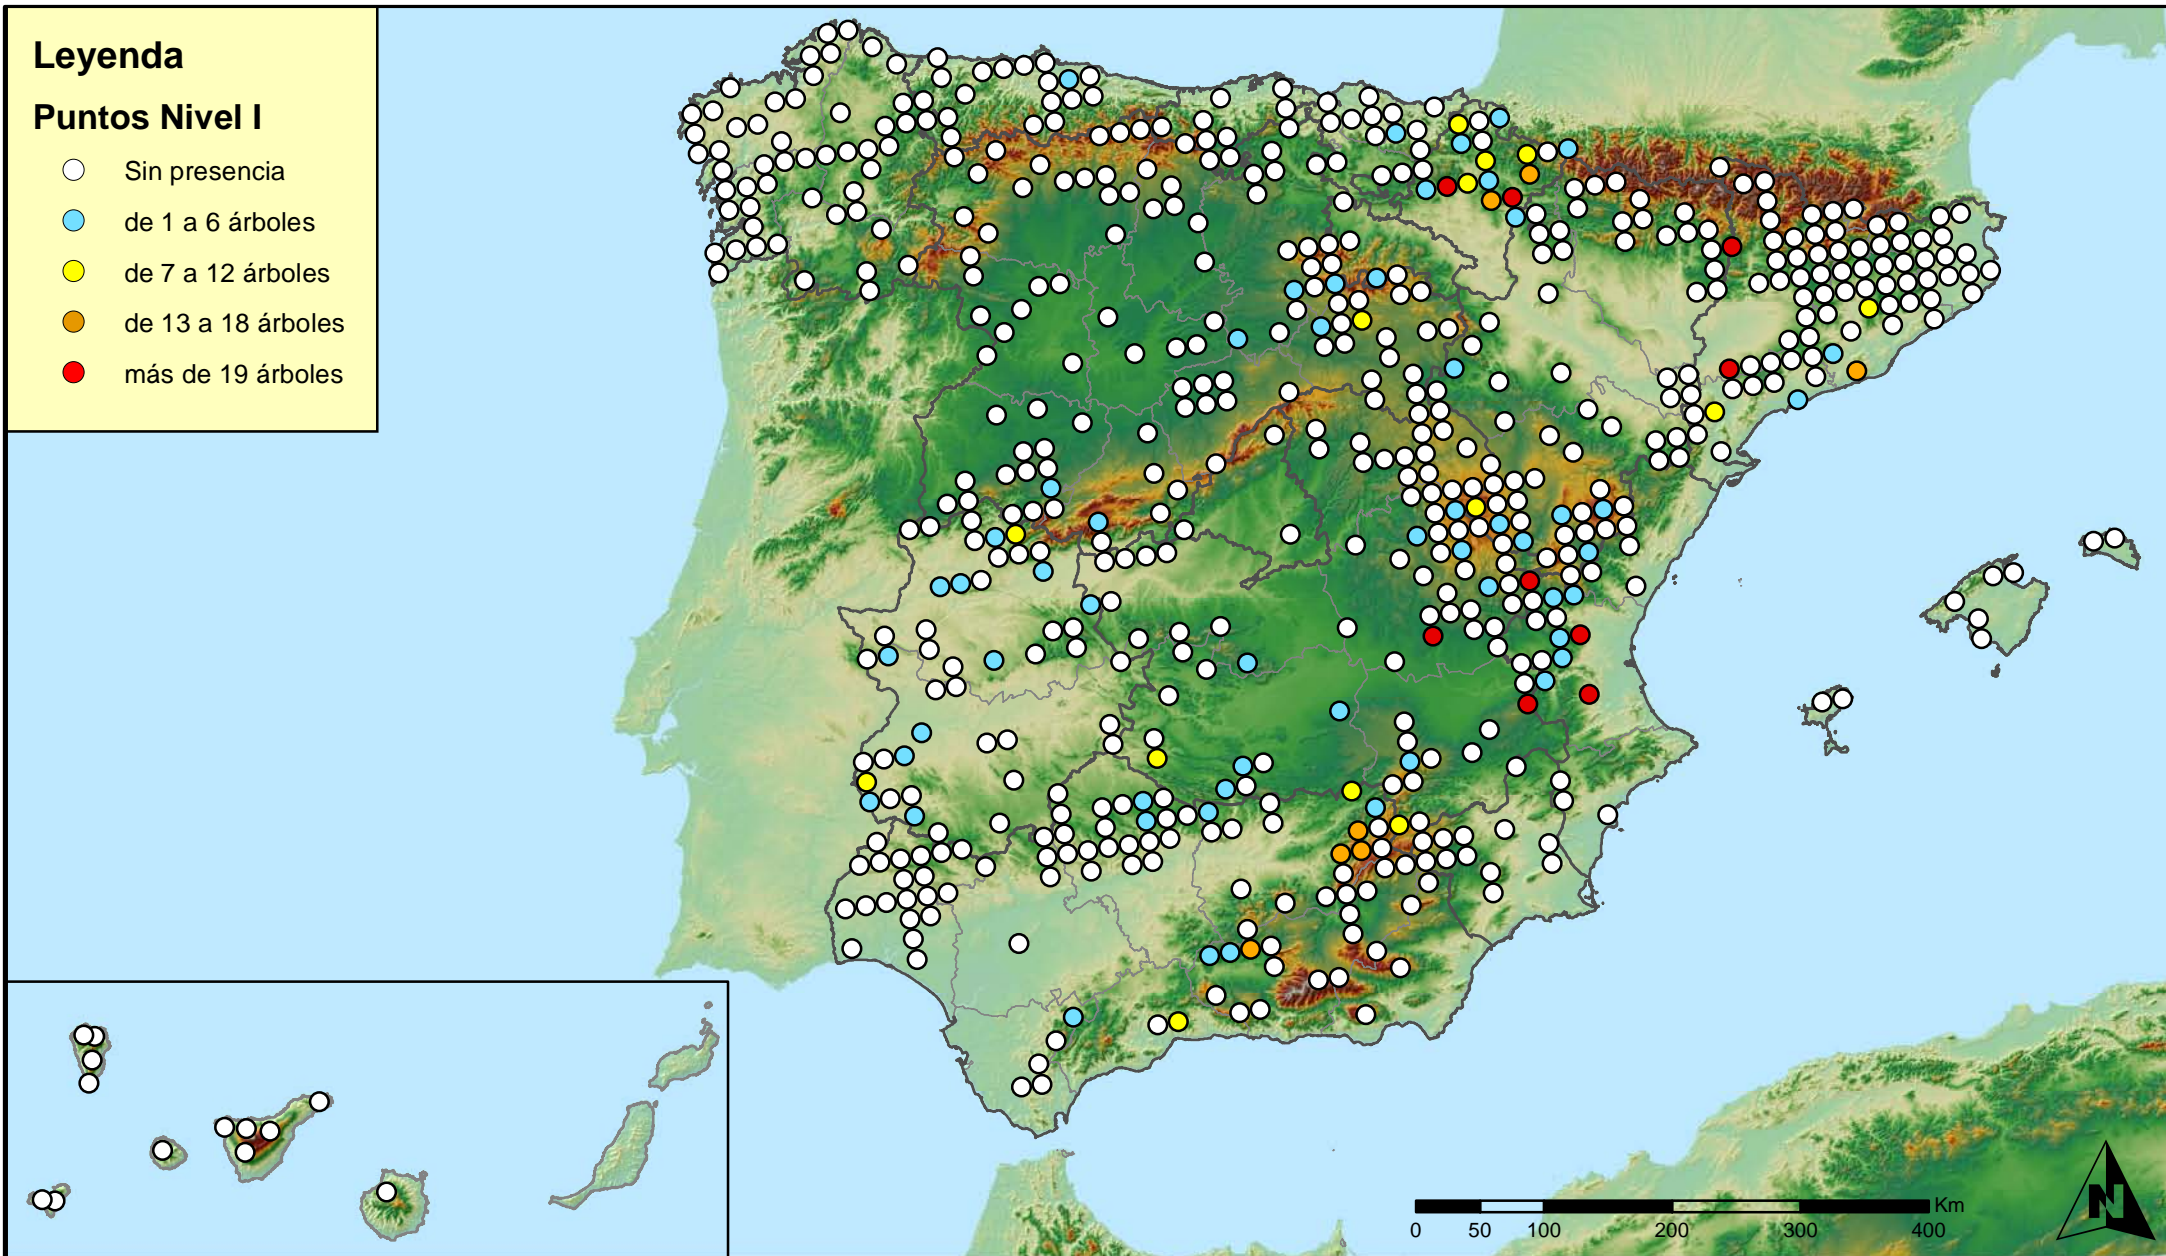 Leyenda
Puntos Nivel I
Sin presencia
de 1 a 6 árboles
de 7 a 12 árboles
de 13 a 18 árboles
más de 19 árboles
Km
0 50 100 200 300 400
N